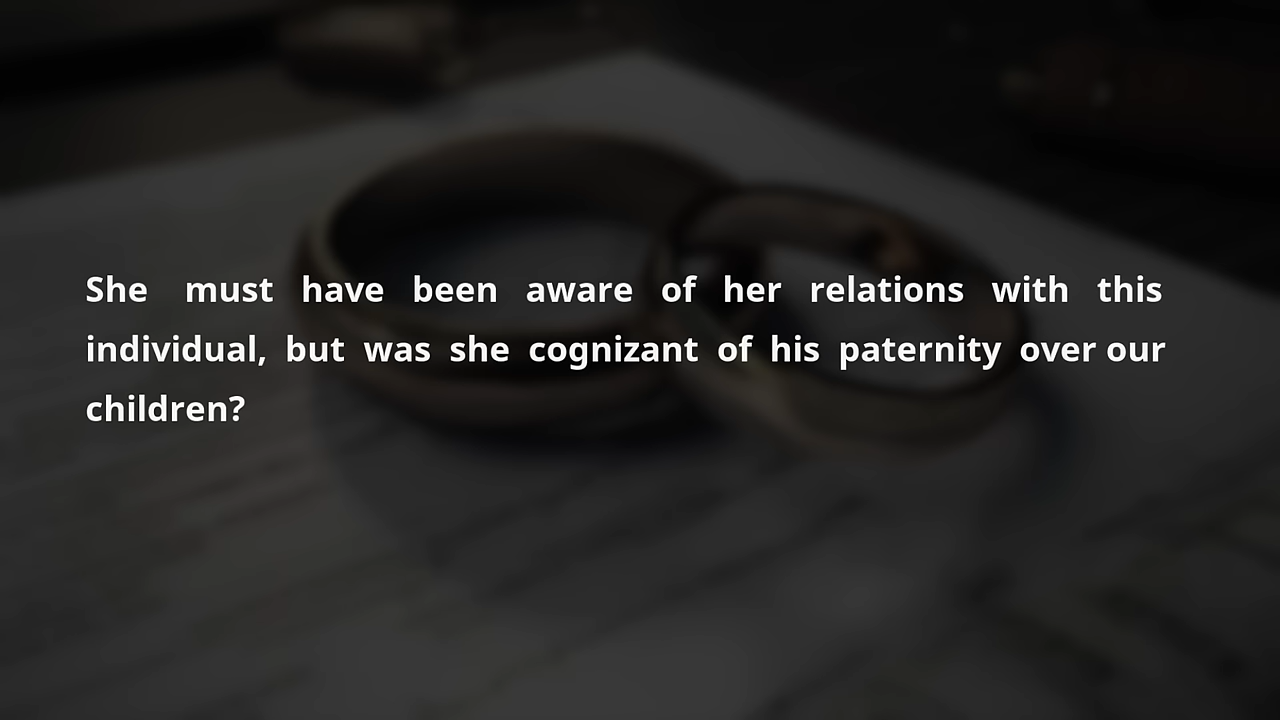 She must have been aware of her relations with this
individual, but was she cognizant of his paternity over our
children?